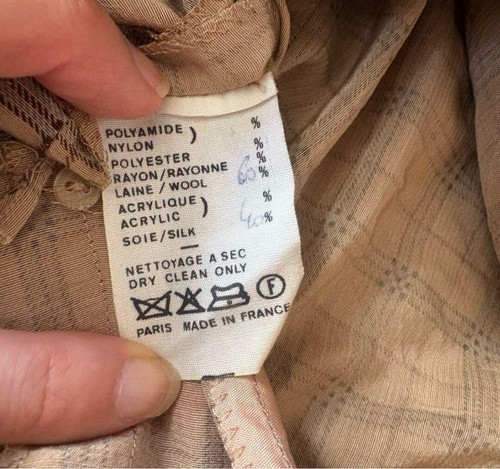 POLYAMIDE ) %
NYLON
POLYESTER %
RAYON/RAYONNE %
LAINE / WOOL 60 %
ACRYLIQUE ) %
ACRYLIC
SOIE/SILK 40 %
NETTOYAGE A SEC
DRY CLEAN ONLY
F
PARIS MADE IN FRANCE